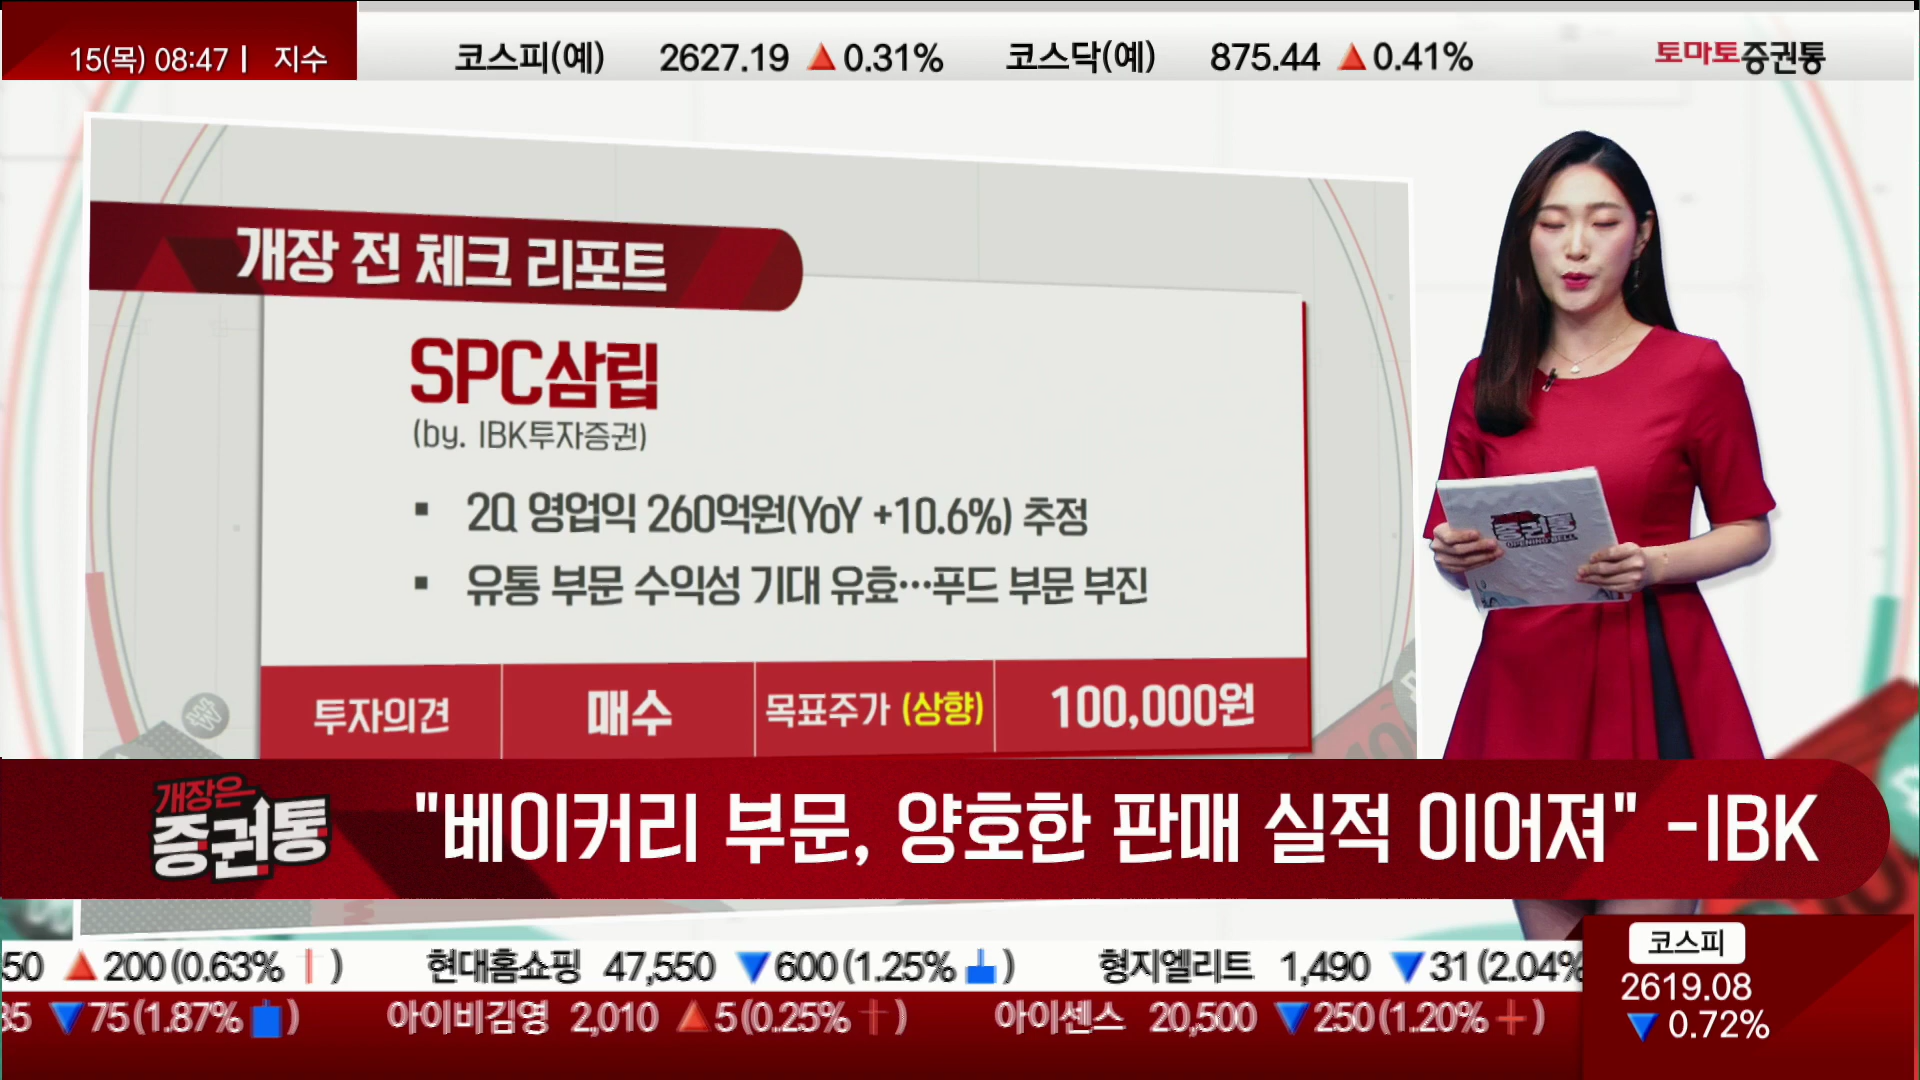 15(목) 08:47 | 지수 코스피(예) 2627.19 ▲0.31% 코스닥(예) 875.44 ▲0.41% 토마토증권통
개장 전 체크 리포트
SPC삼립
(by. IBK투자증권)
▪ 2Q 영업익 260억원(YoY +10.6%) 추정
▪ 유통 부문 수익성 기대 유효…푸드 부문 부진
투자의견 매수 목표주가 (상향) 100,000원
증권통
OPENING BELL
개장은
증권통
"베이커리 부문, 양호한 판매 실적 이어져" -IBK
50 ▲200(0.63% ) 현대홈쇼핑 47,550 ▼600(1.25% ) 형지엘리트 1,490 ▼31(2.04%
35 ▼75(1.87% ) 아이비김영 2,010 ▲5(0.25% ) 아이센스 20,500 ▼250(1.20% )
코스피
2619.08
▼ 0.72%